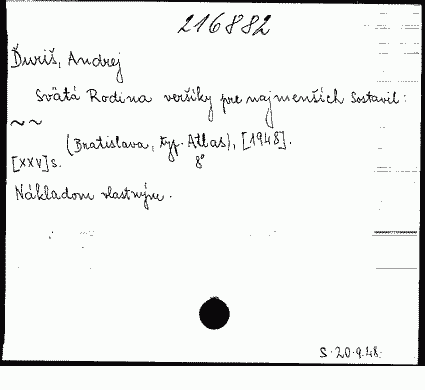 216882
Ďuriš, Andrej
Svätá Rodina veršíky pre najmenších Sostavil:
~ ~
(Bratislava, typ. Atlas), [1948].
[XXV]s. 8°
Nákladom vlastným.
S. 20.9.48.